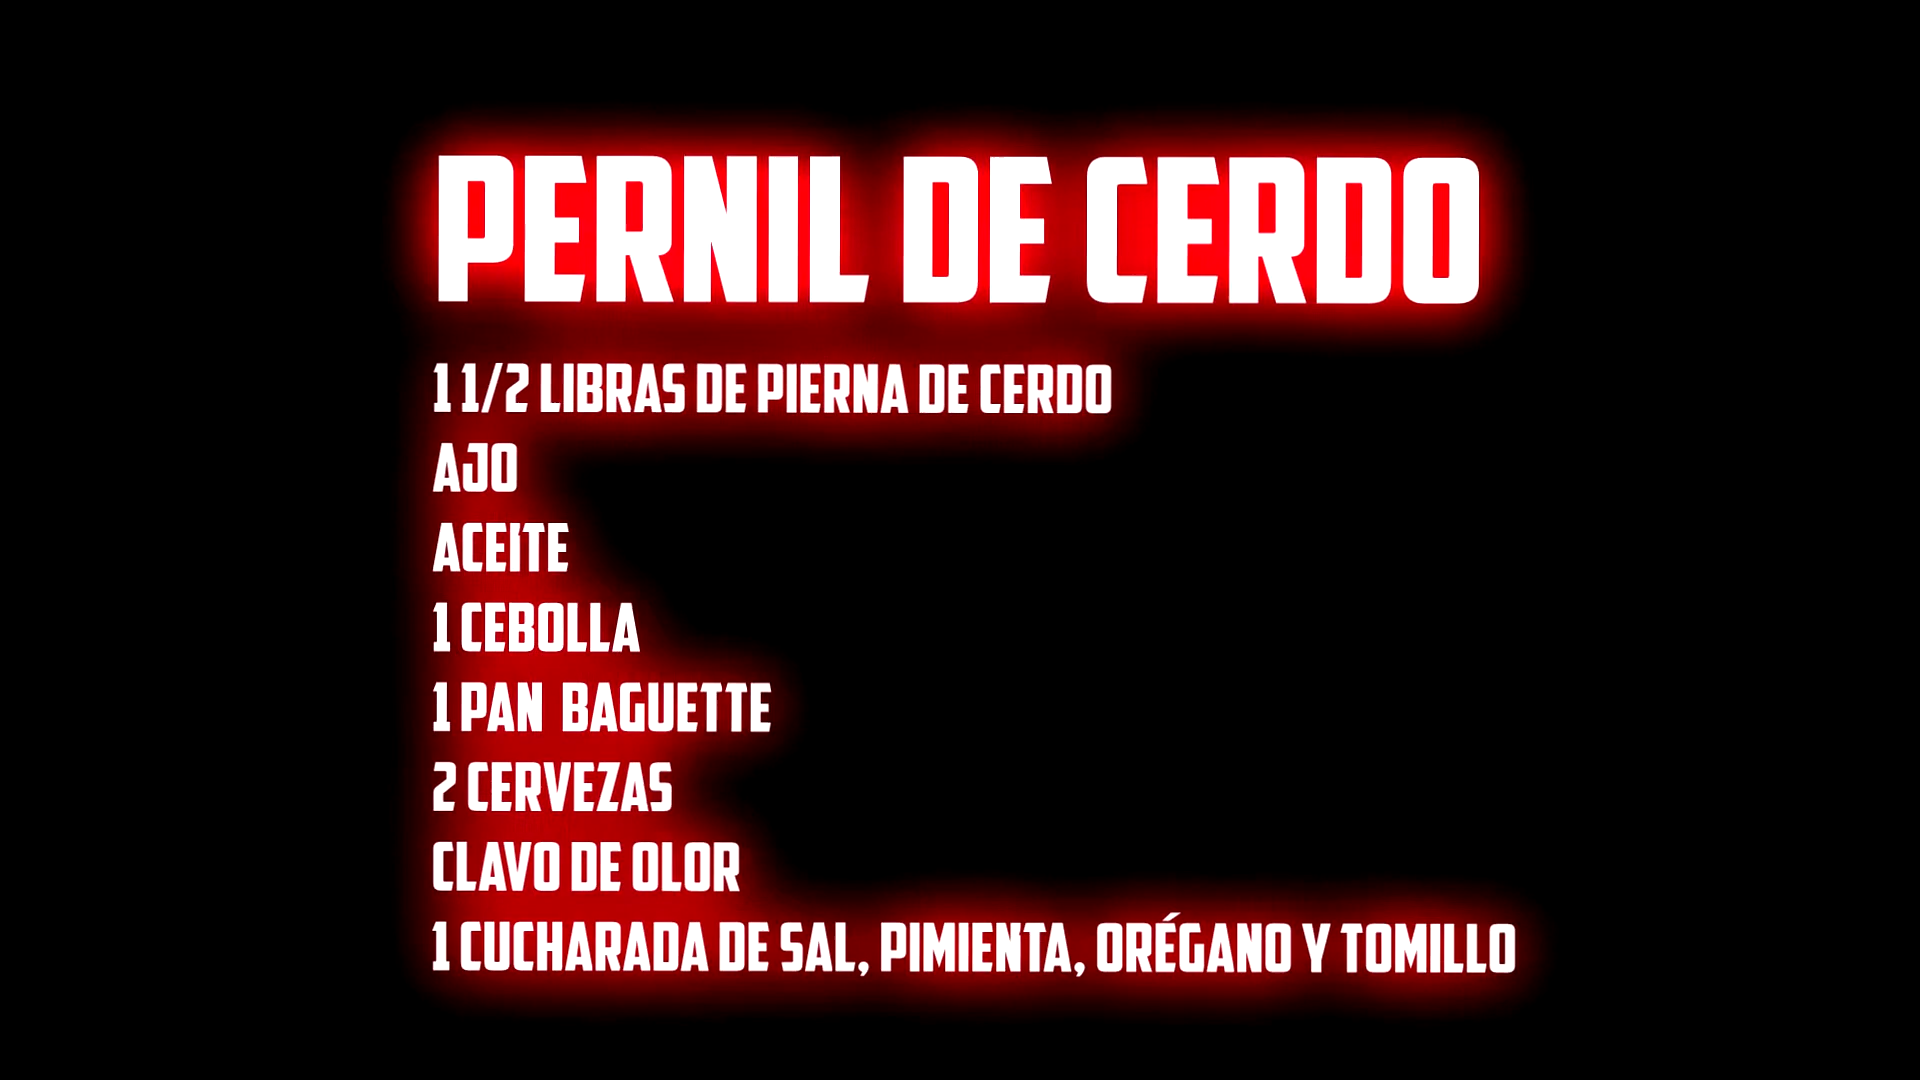 PERNIL DE CERDO
1 1/2 LIBRAS DE PIERNA DE CERDO
AJO
ACEITE
1 CEBOLLA
1 PAN BAGUETTE
2 CERVEZAS
CLAVO DE OLOR
1 CUCHARADA DE SAL, PIMIENTA, ORÉGANO Y TOMILLO